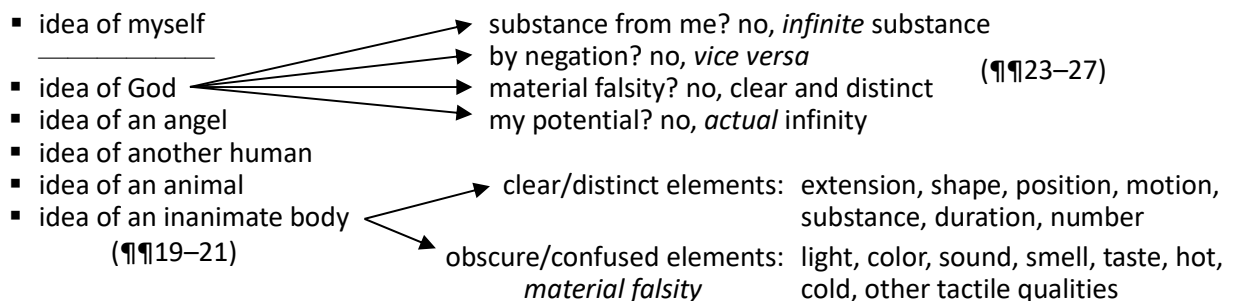 ▪ idea of myself
▪ idea of God
▪ idea of an angel
▪ idea of another human
▪ idea of an animal
▪ idea of an inanimate body
(¶¶19–21)
substance from me? no, infinite substance
by negation? no, vice versa
material falsity? no, clear and distinct
my potential? no, actual infinity
(¶¶23–27)
clear/distinct elements: extension, shape, position, motion,
substance, duration, number
obscure/confused elements: light, color, sound, smell, taste, hot,
material falsity cold, other tactile qualities